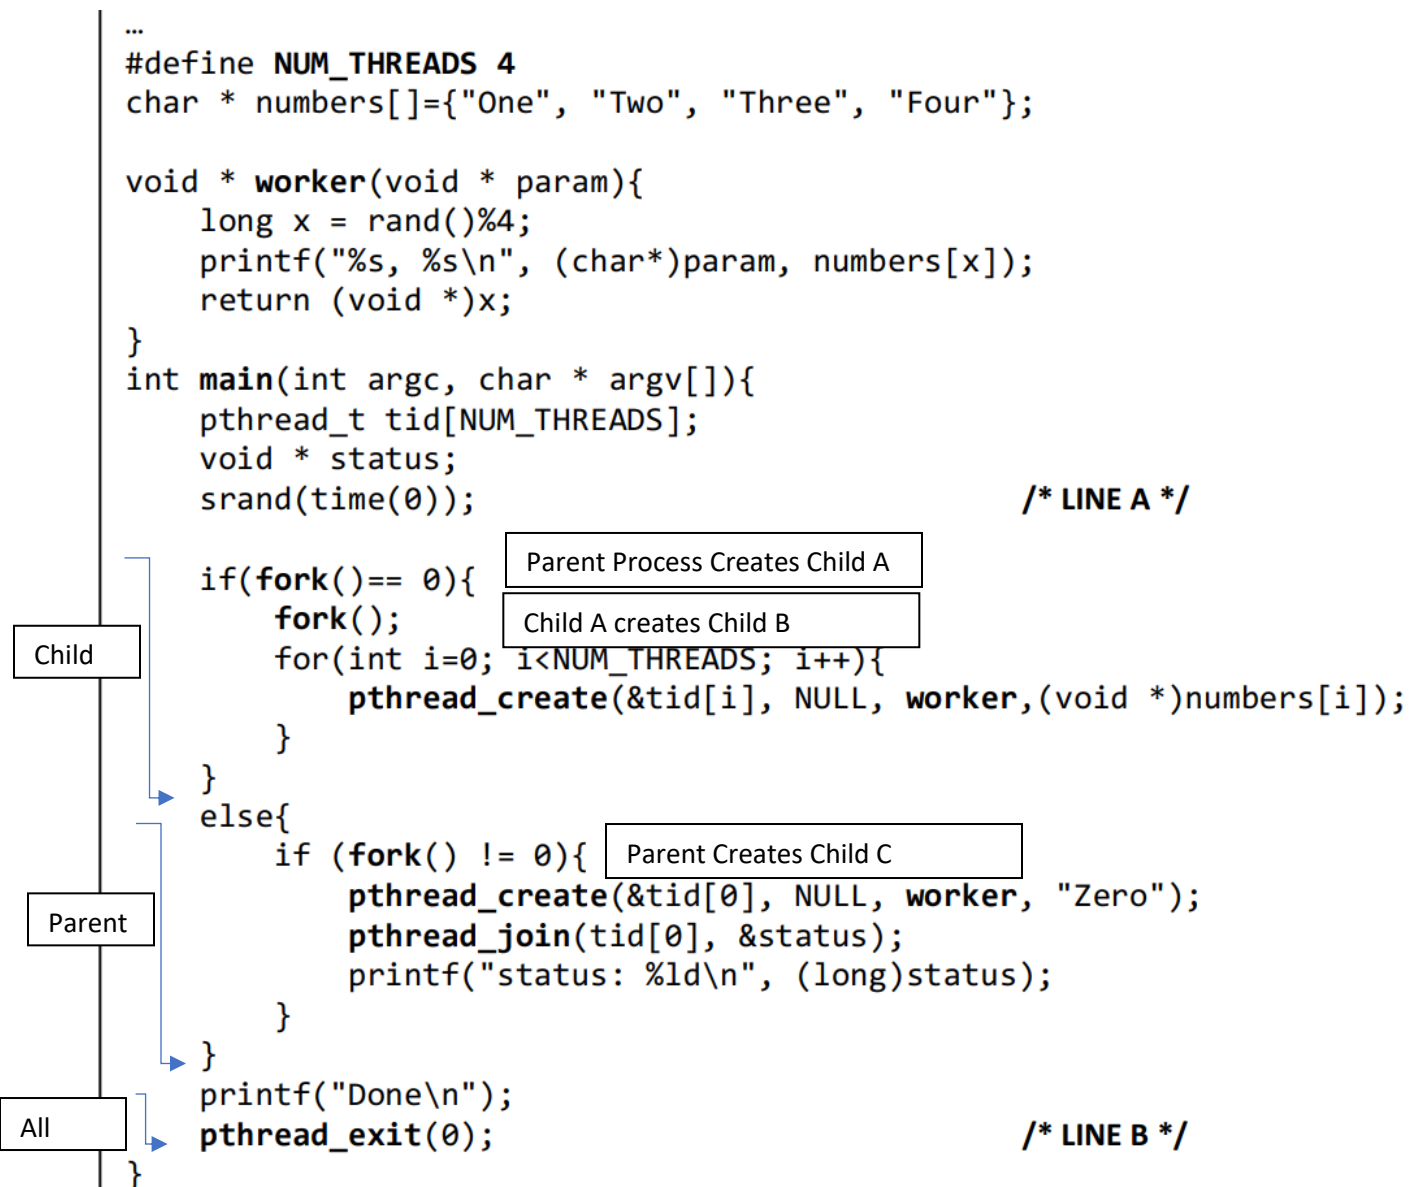 …
#define NUM_THREADS 4
char * numbers[]={"One", "Two", "Three", "Four"};
void * worker(void * param){
long x = rand()%4;
printf("%s, %s\n", (char*)param, numbers[x]);
return (void *)x;
}
int main(int argc, char * argv[]){
pthread_t tid[NUM_THREADS];
void * status;
srand(time(0)); /* LINE A */
if(fork()== 0){ Parent Process Creates Child A
fork(); Child A creates Child B
Child
for(int i=0; i<NUM_THREADS; i++){
pthread_create(&tid[i], NULL, worker,(void *)numbers[i]);
}
}
else{
if (fork() != 0){ Parent Creates Child C
pthread_create(&tid[0], NULL, worker, "Zero");
Parent
pthread_join(tid[0], &status);
printf("status: %ld\n", (long)status);
}
}
printf("Done\n");
All
pthread_exit(0); /* LINE B */
}